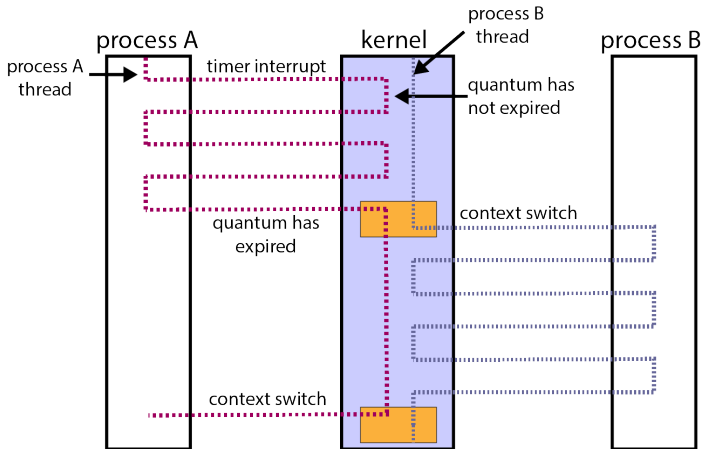 process A
kernel
process B
thread
process B
process A
thread
timer interrupt
quantum has
not expired
quantum has
expired
context switch
context switch